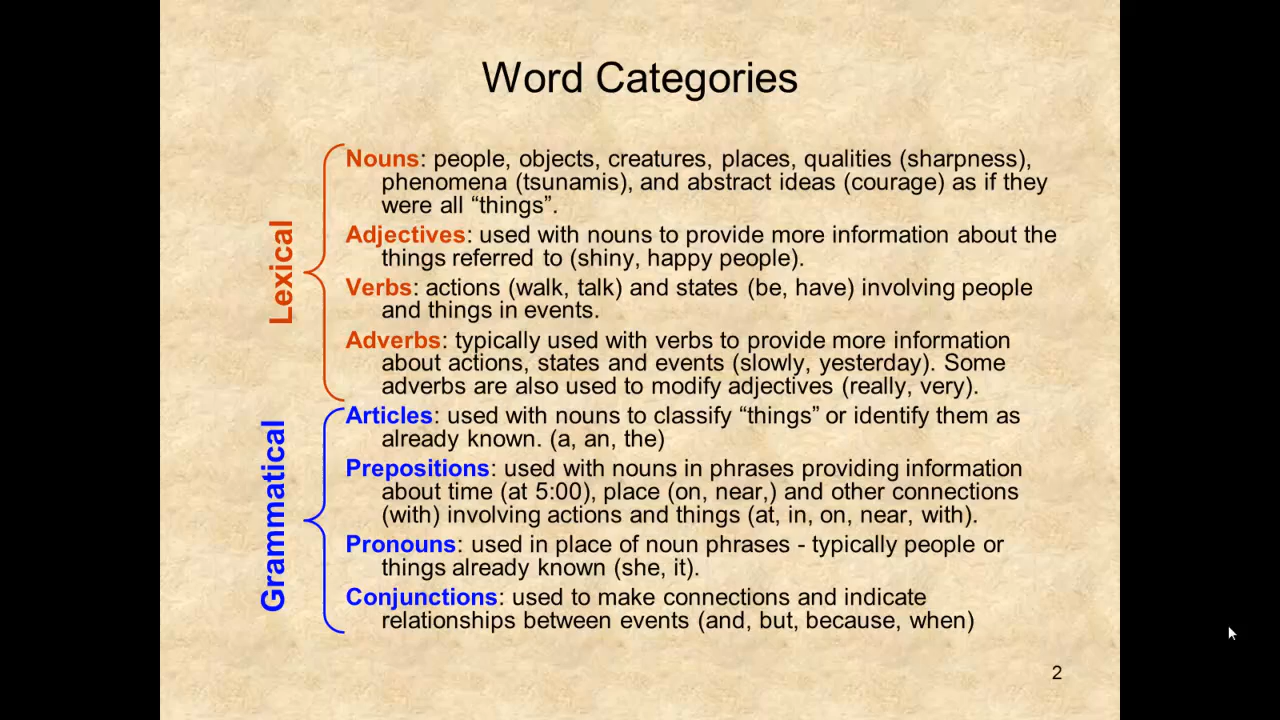 Word Categories
Lexical
Nouns: people, objects, creatures, places, qualities (sharpness),
phenomena (tsunamis), and abstract ideas (courage) as if they
were all “things”.
Adjectives: used with nouns to provide more information about the
things referred to (shiny, happy people).
Verbs: actions (walk, talk) and states (be, have) involving people
and things in events.
Adverbs: typically used with verbs to provide more information
about actions, states and events (slowly, yesterday). Some
adverbs are also used to modify adjectives (really, very).
Grammatical
Articles: used with nouns to classify “things” or identify them as
already known. (a, an, the)
Prepositions: used with nouns in phrases providing information
about time (at 5:00), place (on, near,) and other connections
(with) involving actions and things (at, in, on, near, with).
Pronouns: used in place of noun phrases - typically people or
things already known (she, it).
Conjunctions: used to make connections and indicate
relationships between events (and, but, because, when)
2